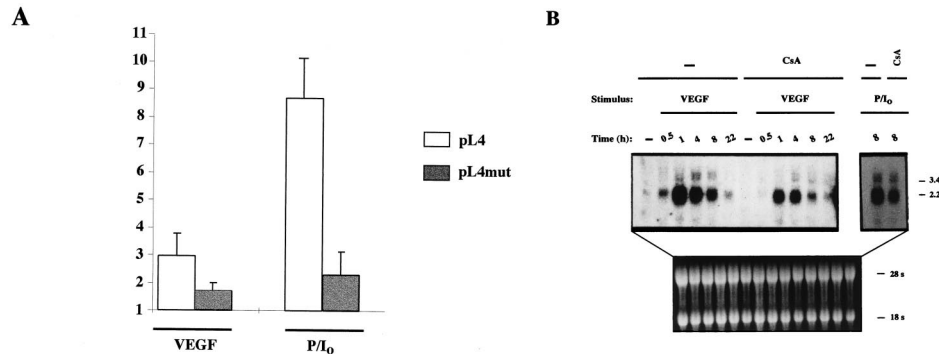 A
11
10
9
8
7
6
5
4
3
2
1
VEGF
P/Io
pL4
pL4mut
B
– CsA – CsA
Stimulus: VEGF VEGF P/Io
Time (h): – 0.5 1 4 8 22 – 0.5 1 4 8 22 8 8
– 3.4
– 2.2
– 28 s
– 18 s